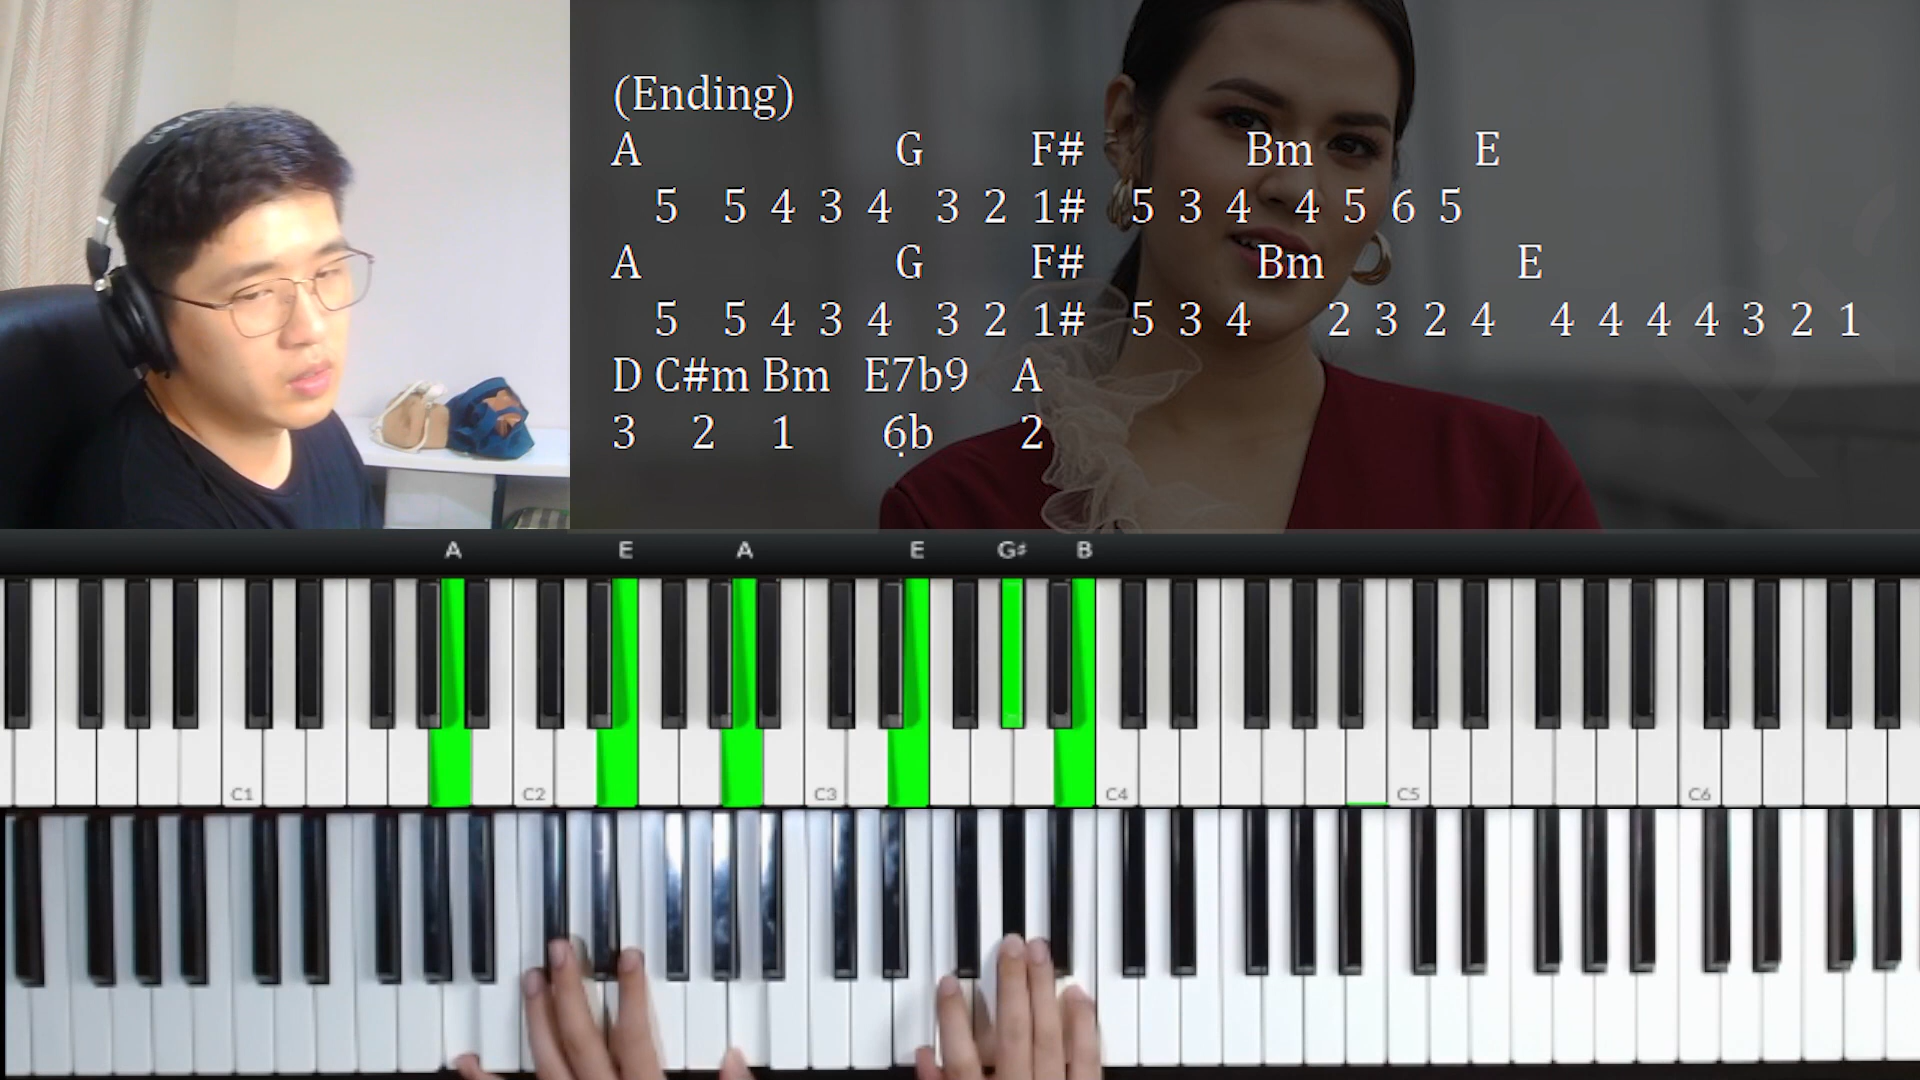 (Ending)
A G F# Bm E
5 5 4 3 4 3 2 1# 5 3 4 4 5 6 5
A G F# Bm E
5 5 4 3 4 3 2 1# 5 3 4 2 3 2 4 4 4 4 4 3 2 1
D C#m Bm E7b9 A
3 2 1 6̣b 2
A E A E G♯ B
C1 C2 C3 C4 C5 C6